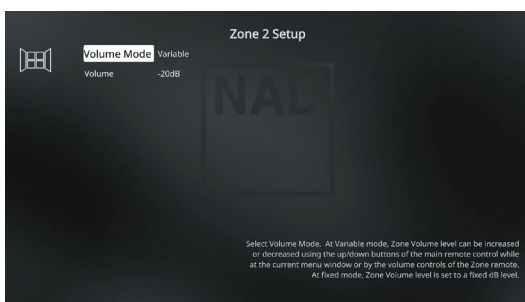 Zone 2 Setup
Volume Mode Variable
Volume -20dB
NAD
Select Volume Mode. At Variable mode, Zone Volume level can be increased
or decreased using the up/down buttons of the main remote control while
at the current menu window or by the volume controls of the Zone remote.
At fixed mode, Zone Volume level is set to a fixed dB level.